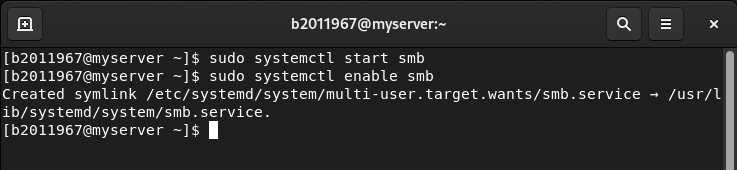 b2011967@myserver:~
[b2011967@myserver ~]$ sudo systemctl start smb
[b2011967@myserver ~]$ sudo systemctl enable smb
Created symlink /etc/systemd/system/multi-user.target.wants/smb.service → /usr/l
ib/systemd/system/smb.service.
[b2011967@myserver ~]$